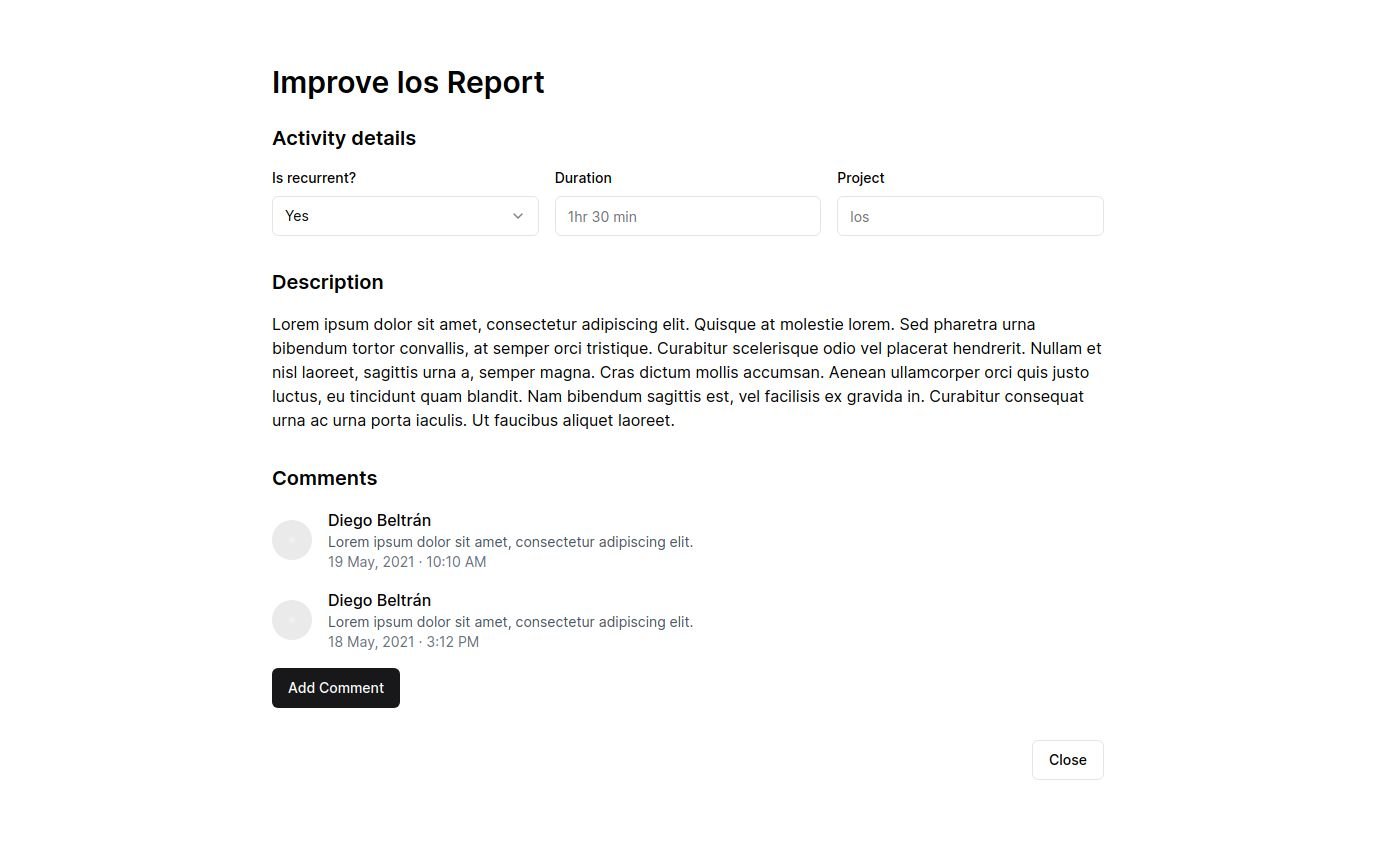 Improve Ios Report
Activity details
Is recurrent?
Duration
Project
Yes
1hr 30 min
Ios
Description
Lorem ipsum dolor sit amet, consectetur adipiscing elit. Quisque at molestie lorem. Sed pharetra urna
bibendum tortor convallis, at semper orci tristique. Curabitur scelerisque odio vel placerat hendrerit. Nullam et
nisl laoreet, sagittis urna a, semper magna. Cras dictum mollis accumsan. Aenean ullamcorper orci quis justo
luctus, eu tincidunt quam blandit. Nam bibendum sagittis est, vel facilisis ex gravida in. Curabitur consequat
urna ac urna porta iaculis. Ut faucibus aliquet laoreet.
Comments
Diego Beltrán
Lorem ipsum dolor sit amet, consectetur adipiscing elit.
19 May, 2021 · 10:10 AM
Diego Beltrán
Lorem ipsum dolor sit amet, consectetur adipiscing elit.
18 May, 2021 · 3:12 PM
Add Comment
Close